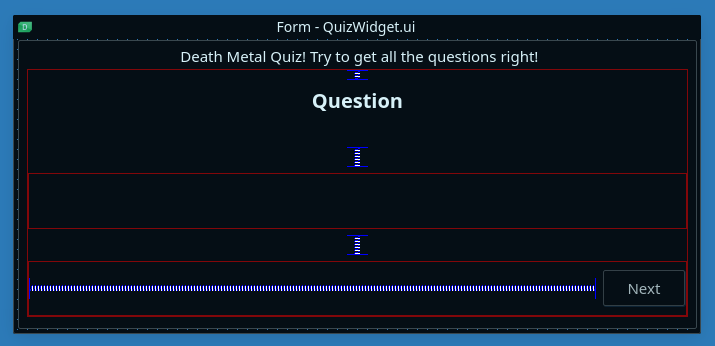 Form - QuizWidget.ui
Death Metal Quiz! Try to get all the questions right!
Question
Next